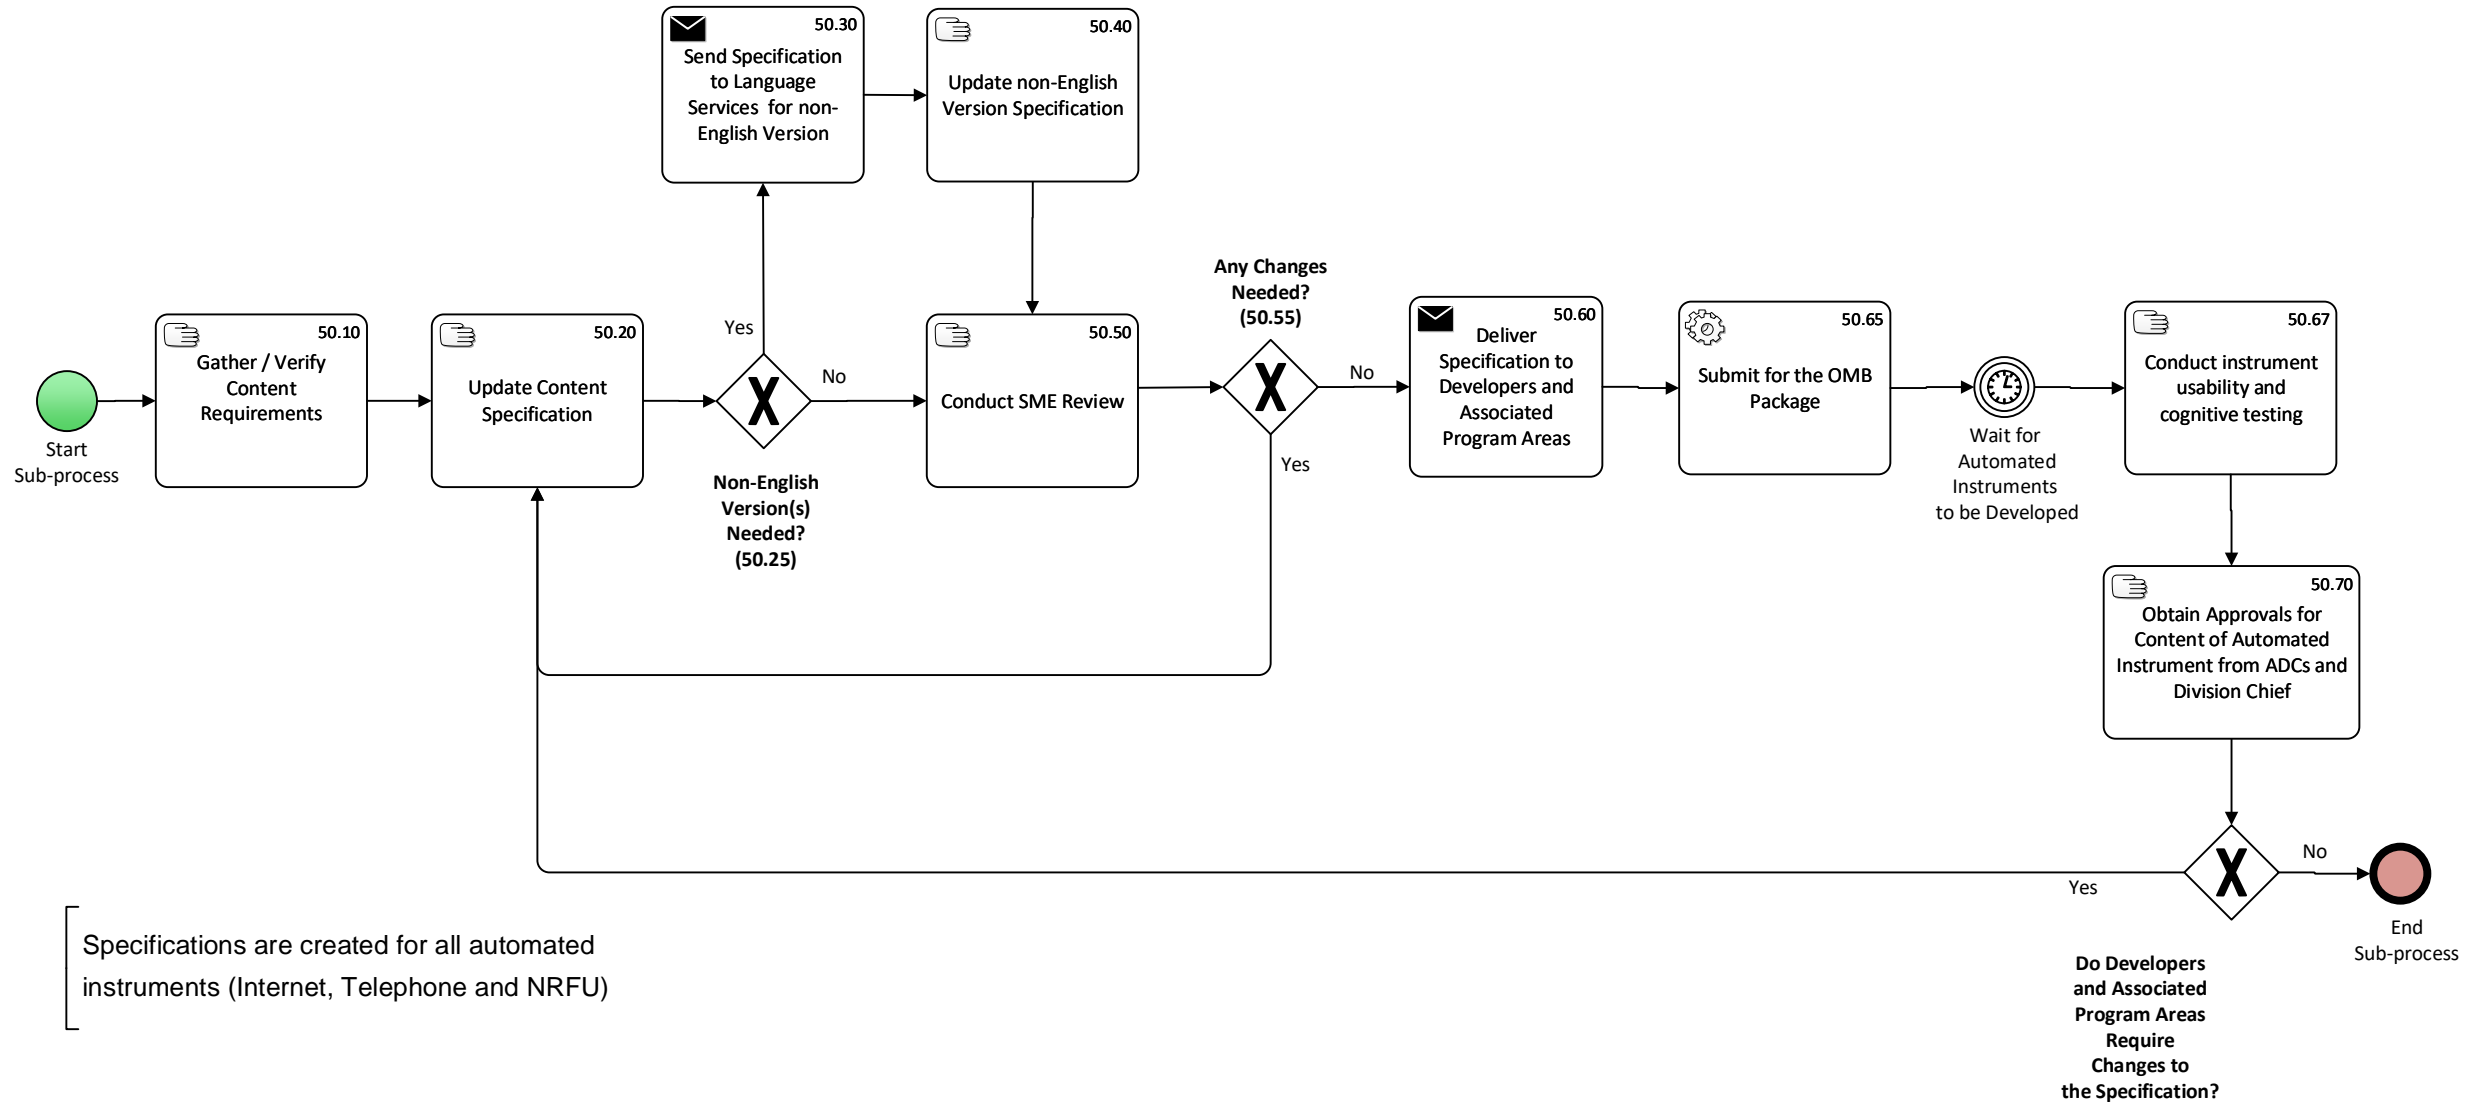 50.30
Send Specification
to Language
Services  for non-
English Version
50.40
Update non-English
Version Specification
Start
Sub-process
50.10
Gather / Verify
Content
Requirements
50.20
Update Content
Specification
Yes
No
Non-English
Version(s)
Needed?
(50.25)
50.50
Conduct SME Review
Any Changes
Needed?
(50.55)
No
Yes
50.60
Deliver
Specification to
Developers and
Associated
Program Areas
50.65
Submit for the OMB
Package
Wait for
Automated
Instruments
to be Developed
50.67
Conduct instrument
usability and
cognitive testing
50.70
Obtain Approvals for
Content of Automated
Instrument from ADCs and
Division Chief
Yes
No
Do Developers
and Associated
Program Areas
Require
Changes to
the Specification?
End
Sub-process
Specifications are created for all automated
instruments (Internet, Telephone and NRFU)